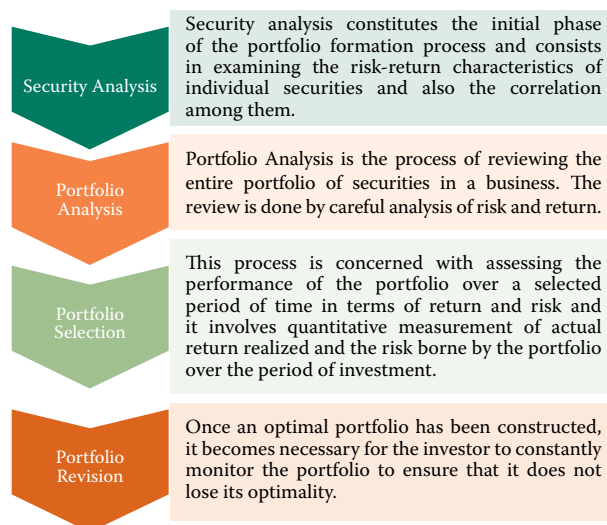 Security Analysis
Security analysis constitutes the initial phase
of the portfolio formation process and consists
in examining the risk-return characteristics of
individual securities and also the correlation
among them.
Portfolio
Analysis
Portfolio Analysis is the process of reviewing the
entire portfolio of securities in a business. The
review is done by careful analysis of risk and return.
Portfolio
Selection
This process is concerned with assessing the
performance of the portfolio over a selected
period of time in terms of return and risk and
it involves quantitative measurement of actual
return realized and the risk borne by the portfolio
over the period of investment.
Portfolio
Revision
Once an optimal portfolio has been constructed,
it becomes necessary for the investor to constantly
monitor the portfolio to ensure that it does not
lose its optimality.